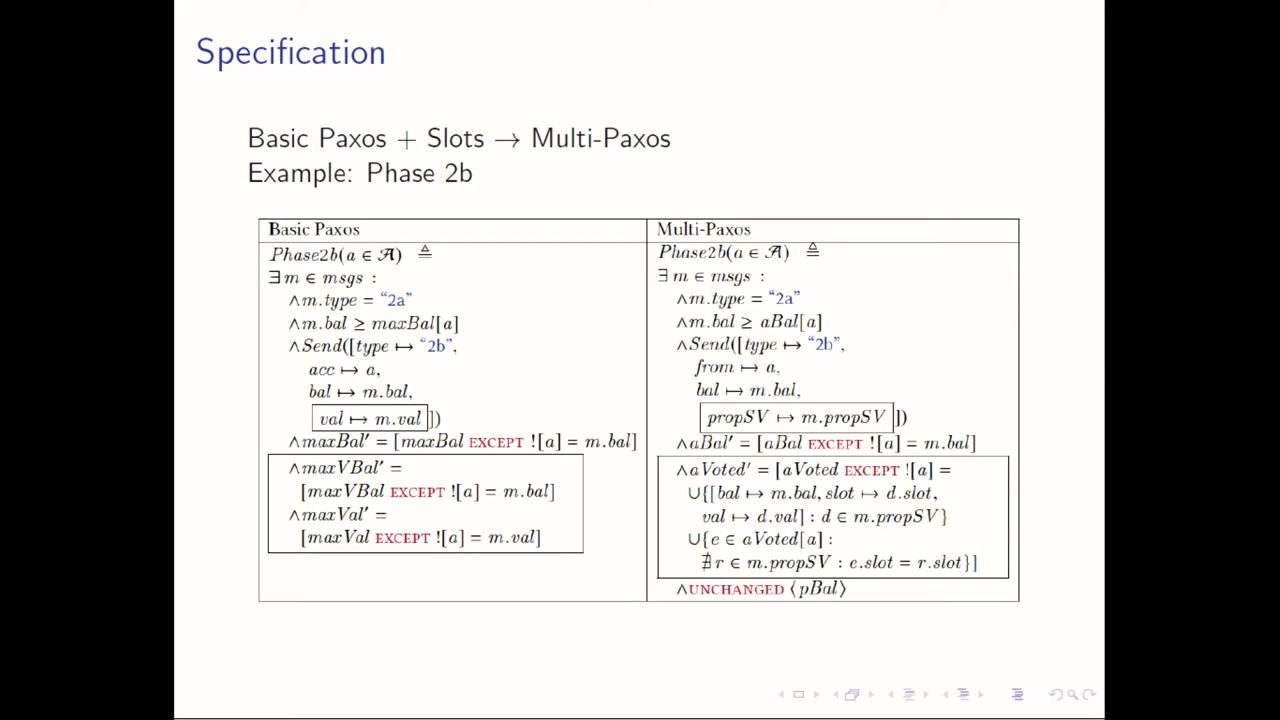 Specification
Basic Paxos + Slots → Multi-Paxos
Example: Phase 2b
Basic Paxos
Phase2b(a ∈ 𝒜) ≜
∃ m ∈ msgs :
∧m.type = “2a”
∧m.bal ≥ maxBal[a]
∧Send([type ↦ “2b”,
acc ↦ a,
bal ↦ m.bal,
val ↦ m.val])
∧maxBal′ = [maxBal EXCEPT ![a] = m.bal]
∧maxVBal′ =
[maxVBal EXCEPT ![a] = m.bal]
∧maxVal′ =
[maxVal EXCEPT ![a] = m.val]
Multi-Paxos
Phase2b(a ∈ 𝒜) ≜
∃ m ∈ msgs :
∧m.type = “2a”
∧m.bal ≥ aBal[a]
∧Send([type ↦ “2b”,
from ↦ a,
bal ↦ m.bal,
propSV ↦ m.propSV])
∧aBal′ = [aBal EXCEPT ![a] = m.bal]
∧aVoted′ = [aVoted EXCEPT ![a] =
∪{[bal ↦ m.bal, slot ↦ d.slot,
val ↦ d.val] : d ∈ m.propSV}
∪{e ∈ aVoted[a] :
∄ r ∈ m.propSV : e.slot = r.slot}]
∧UNCHANGED ⟨pBal⟩